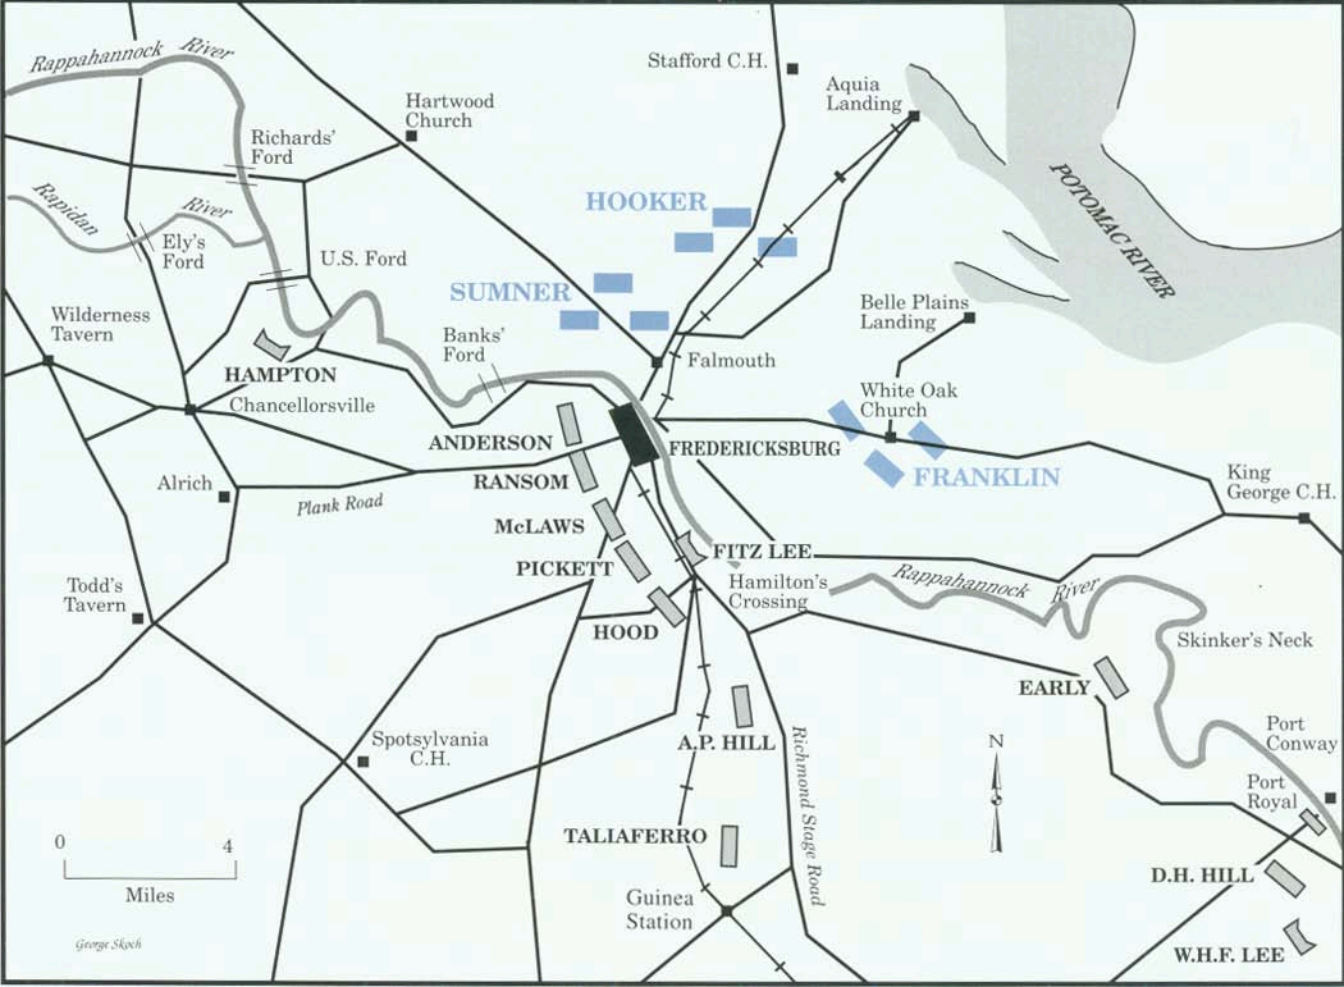 Rappahannock River
Stafford C.H.
Aquia
Landing
Hartwood
Church
Richards'
Ford
POTOMAC RIVER
Rapidan River
HOOKER
Ely's
Ford
U.S. Ford
SUMNER
Belle Plains
Landing
Wilderness
Tavern
Banks'
Ford
Falmouth
HAMPTON
White Oak
Church
Chancellorsville
ANDERSON
FREDERICKSBURG
RANSOM
FRANKLIN
King
George C.H.
Alrich
Plank Road
McLAWS
FITZ LEE
PICKETT
Hamilton's
Crossing
Rappahannock River
Todd's
Tavern
HOOD
Skinker's Neck
EARLY
Spotsylvania
C.H.
A.P. HILL
Richmond Stage Road
N
Port
Conway
Port
Royal
0 4
Miles
TALIAFERRO
D.H. HILL
Guinea
Station
George Skoch
W.H.F. LEE